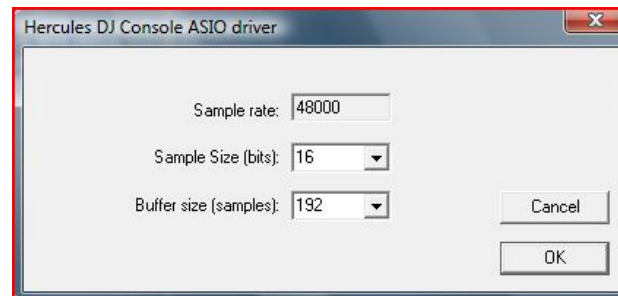 Hercules DJ Console ASIO driver
Sample rate: 48000
Sample Size (bits): 16
Buffer size (samples): 192
Cancel
OK